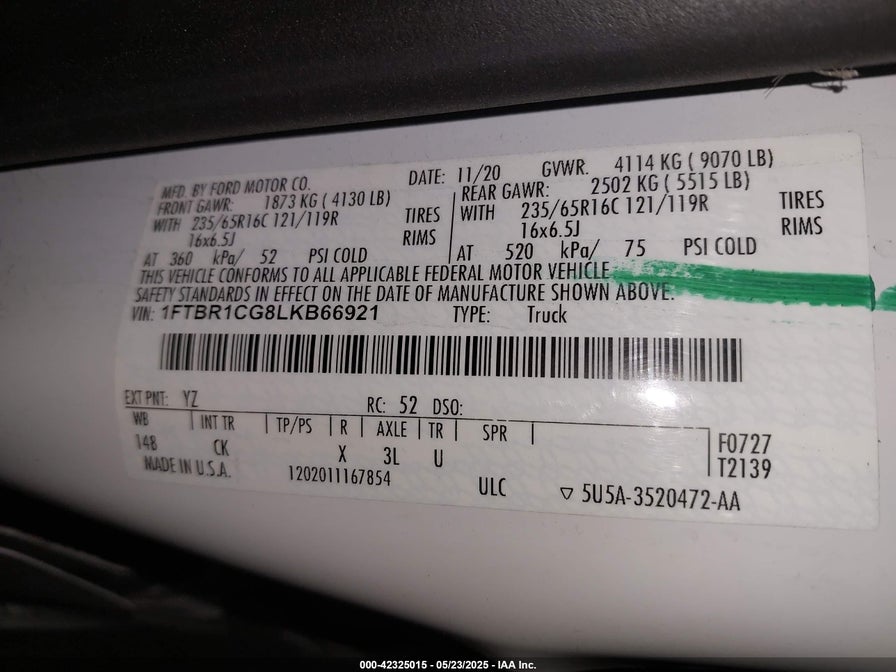 MFD. BY FORD MOTOR CO. DATE: 11/20 GVWR. 4114 KG ( 9070 LB)
FRONT GAWR: 1873 KG ( 4130 LB) REAR GAWR: 2502 KG ( 5515 LB)
WITH 235/65R16C 121/119R TIRES WITH 235/65R16C 121/119R TIRES
16x6.5J RIMS 16x6.5J RIMS
AT 360 kPa/ 52 PSI COLD AT 520 kPa/ 75 PSI COLD
THIS VEHICLE CONFORMS TO ALL APPLICABLE FEDERAL MOTOR VEHICLE
SAFETY STANDARDS IN EFFECT ON THE DATE OF MANUFACTURE SHOWN ABOVE.
VIN: 1FTBR1CG8LKB66921 TYPE: Truck
EXT PNT: YZ RC: 52 DSO:
WB INT TR TP/PS R AXLE TR SPR F0727
148 CK X 3L U T2139
MADE IN U.S.A. 1202011167854 ULC ▽ 5U5A-3520472-AA
000-42325015 - 05/23/2025 - IAA Inc.